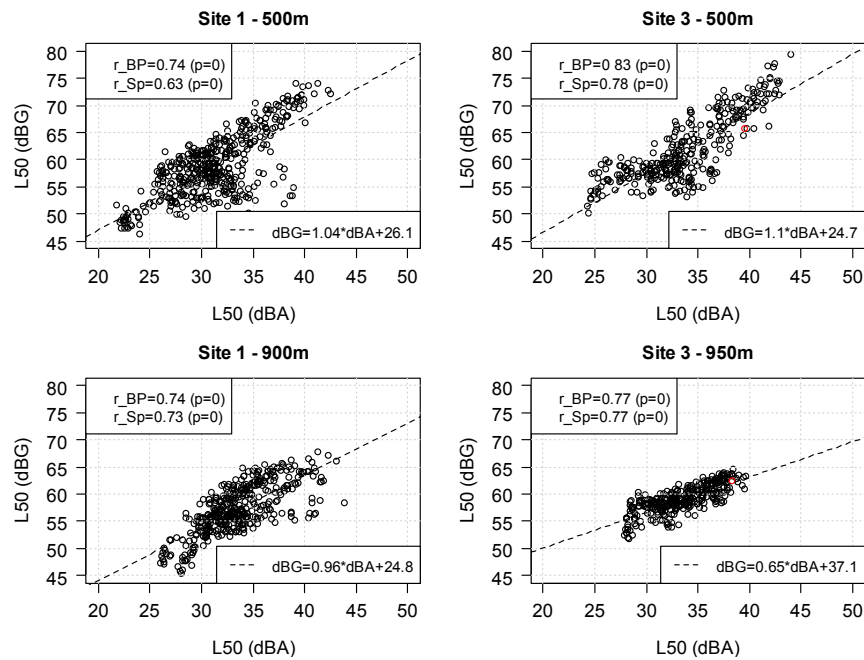 Site 1 - 500m
r_BP=0.74 (p=0)
r_Sp=0.63 (p=0)
dBG=1.04*dBA+26.1
L50 (dBG)
80
75
70
65
60
55
50
45
20 25 30 35 40 45 50
L50 (dBA)
Site 3 - 500m
r_BP=0 83 (p=0)
r_Sp=0.78 (p=0)
dBG=1.1*dBA+24.7
L50 (dBG)
80
75
70
65
60
55
50
45
20 25 30 35 40 45 50
L50 (dBA)
Site 1 - 900m
r_BP=0.74 (p=0)
r_Sp=0.73 (p=0)
dBG=0.96*dBA+24.8
L50 (dBG)
80
75
70
65
60
55
50
45
20 25 30 35 40 45 50
L50 (dBA)
Site 3 - 950m
r_BP=0.77 (p=0)
r_Sp=0.77 (p=0)
dBG=0.65*dBA+37.1
L50 (dBG)
80
75
70
65
60
55
50
45
20 25 30 35 40 45 50
L50 (dBA)